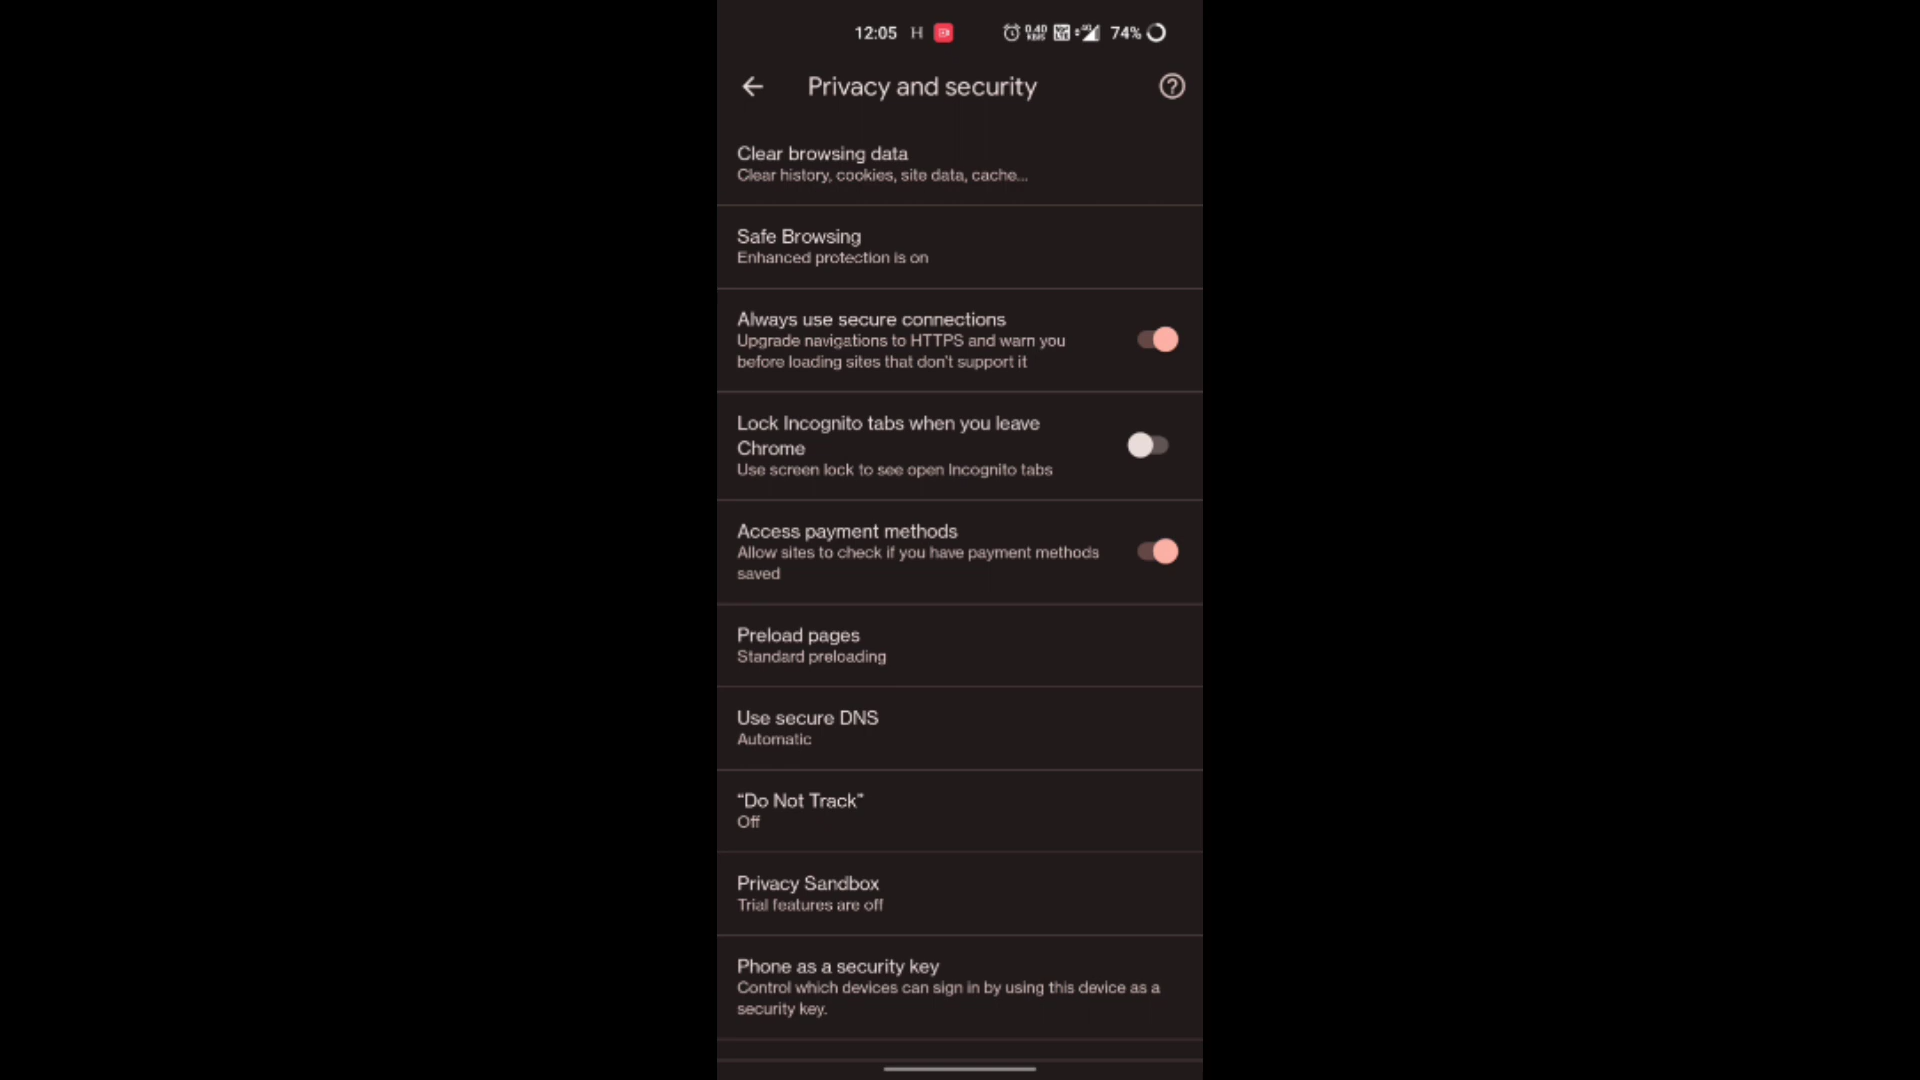 12:05 H 0.40 KB/S 74%
Privacy and security
Clear browsing data
Clear history, cookies, site data, cache...
Safe Browsing
Enhanced protection is on
Always use secure connections
Upgrade navigations to HTTPS and warn you
before loading sites that don't support it
Lock Incognito tabs when you leave
Chrome
Use screen lock to see open Incognito tabs
Access payment methods
Allow sites to check if you have payment methods
saved
Preload pages
Standard preloading
Use secure DNS
Automatic
“Do Not Track”
Off
Privacy Sandbox
Trial features are off
Phone as a security key
Control which devices can sign in by using this device as a
security key.